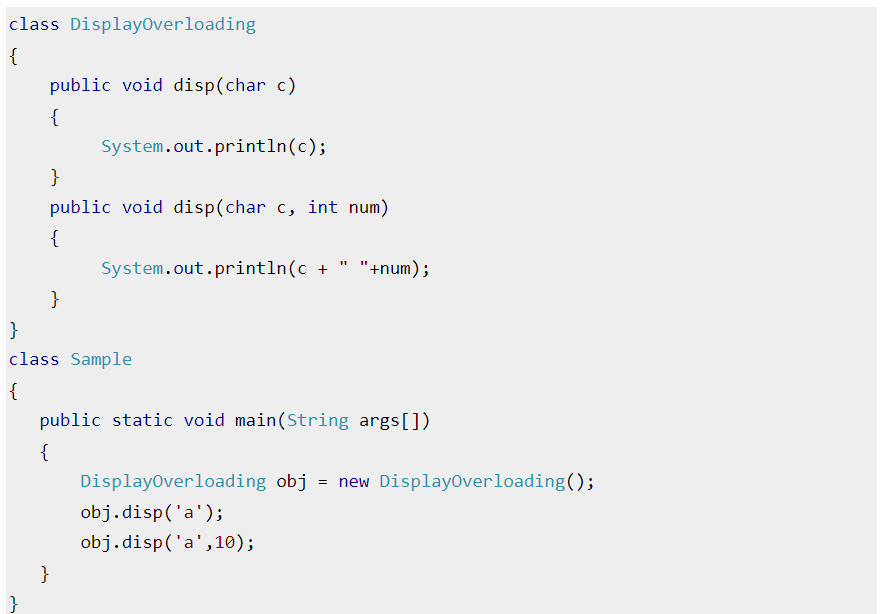 class DisplayOverloading
{
    public void disp(char c)
    {
         System.out.println(c);
    }
    public void disp(char c, int num)
    {
         System.out.println(c + " "+num);
    }
}
class Sample
{
   public static void main(String args[])
   {
       DisplayOverloading obj = new DisplayOverloading();
       obj.disp('a');
       obj.disp('a',10);
   }
}